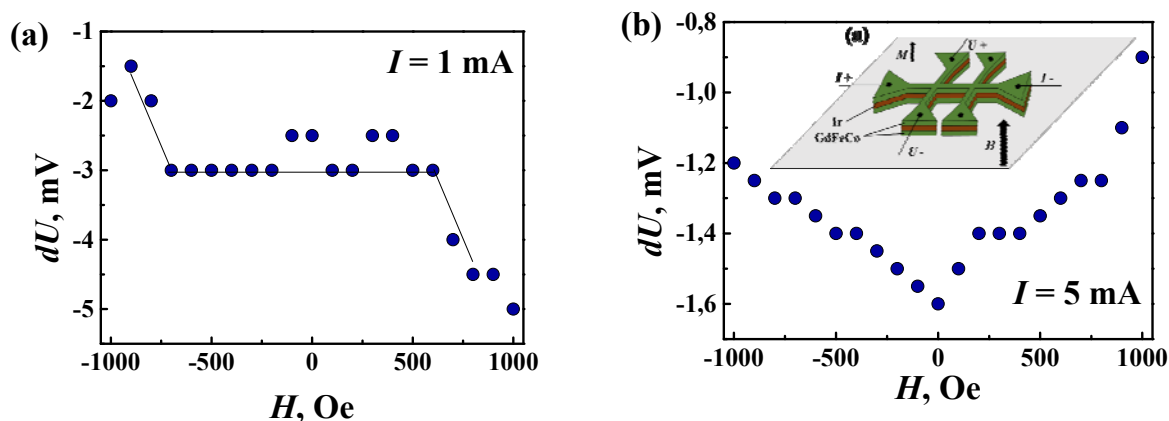 (a)
I = 1 mA
-1
-2
-3
-4
-5
dU, mV
-1000
-500
0
500
1000
H, Oe
(b)
I = 5 mA
-0,8
-1,0
-1,2
-1,4
-1,6
dU, mV
-1000
-500
0
500
1000
H, Oe
(a)
M
U+
I+
I-
Ir
GdFeCo
U-
B